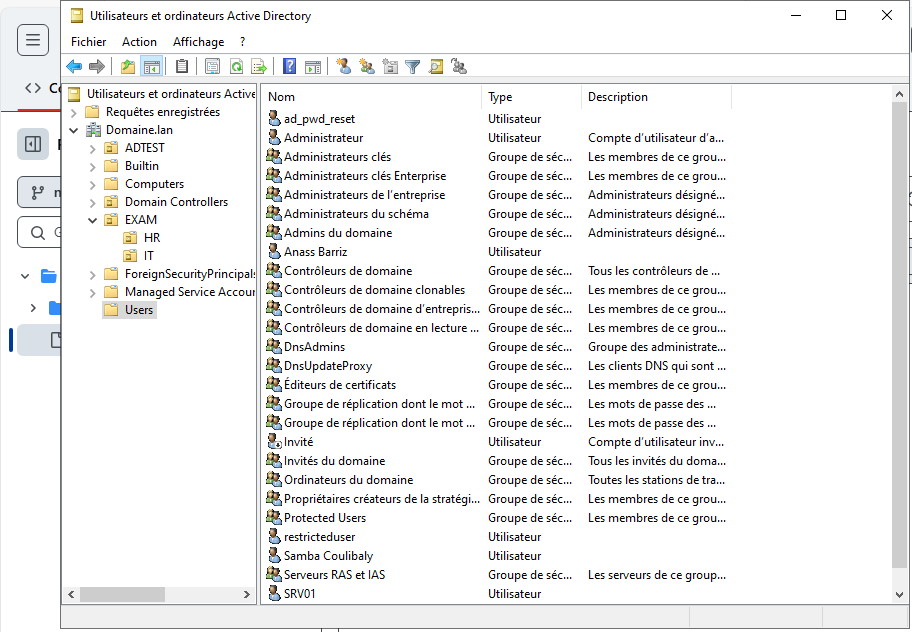 Utilisateurs et ordinateurs Active Directory
Fichier Action Affichage ?
Utilisateurs et ordinateurs Active
Requêtes enregistrées
Domaine.lan
ADTEST
Builtin
Computers
Domain Controllers
EXAM
HR
IT
ForeignSecurityPrincipals
Managed Service Accour
Users
Nom Type Description
ad_pwd_reset Utilisateur
Administrateur Utilisateur Compte d'utilisateur d'a...
Administrateurs clés Groupe de séc... Les membres de ce grou...
Administrateurs clés Enterprise Groupe de séc... Les membres de ce grou...
Administrateurs de l'entreprise Groupe de séc... Administrateurs désigné...
Administrateurs du schéma Groupe de séc... Administrateurs désigné...
Admins du domaine Groupe de séc... Administrateurs désigné...
Anass Barriz Utilisateur
Contrôleurs de domaine Groupe de séc... Tous les contrôleurs de ...
Contrôleurs de domaine clonables Groupe de séc... Les membres de ce grou...
Contrôleurs de domaine d'entrepris... Groupe de séc... Les membres de ce grou...
Contrôleurs de domaine en lecture ... Groupe de séc... Les membres de ce grou...
DnsAdmins Groupe de séc... Groupe des administrate...
DnsUpdateProxy Groupe de séc... Les clients DNS qui sont ...
Éditeurs de certificats Groupe de séc... Les membres de ce grou...
Groupe de réplication dont le mot ... Groupe de séc... Les mots de passe des ...
Groupe de réplication dont le mot ... Groupe de séc... Les mots de passe des ...
Invité Utilisateur Compte d'utilisateur inv...
Invités du domaine Groupe de séc... Tous les invités du doma...
Ordinateurs du domaine Groupe de séc... Toutes les stations de tra...
Propriétaires créateurs de la stratégi... Groupe de séc... Les membres de ce grou...
Protected Users Groupe de séc... Les membres de ce grou...
restricteduser Utilisateur
Samba Coulibaly Utilisateur
Serveurs RAS et IAS Groupe de séc... Les serveurs de ce group...
SRV01 Utilisateur